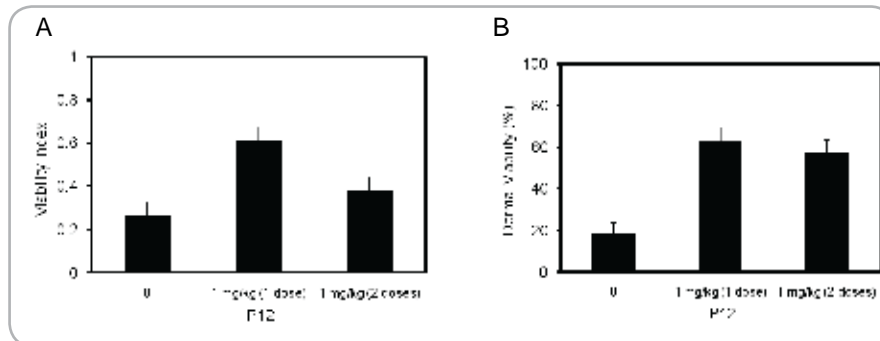 A
B
1
0.8
0.6
0.4
0.2
0
Viability Index
0
1 mg/kg (1 dose)
1 mg/kg (2 doses)
P12
100
80
60
40
20
0
Dermal Viability (%)
0
1 mg/kg (1 dose)
1 mg/kg (2 doses)
P12